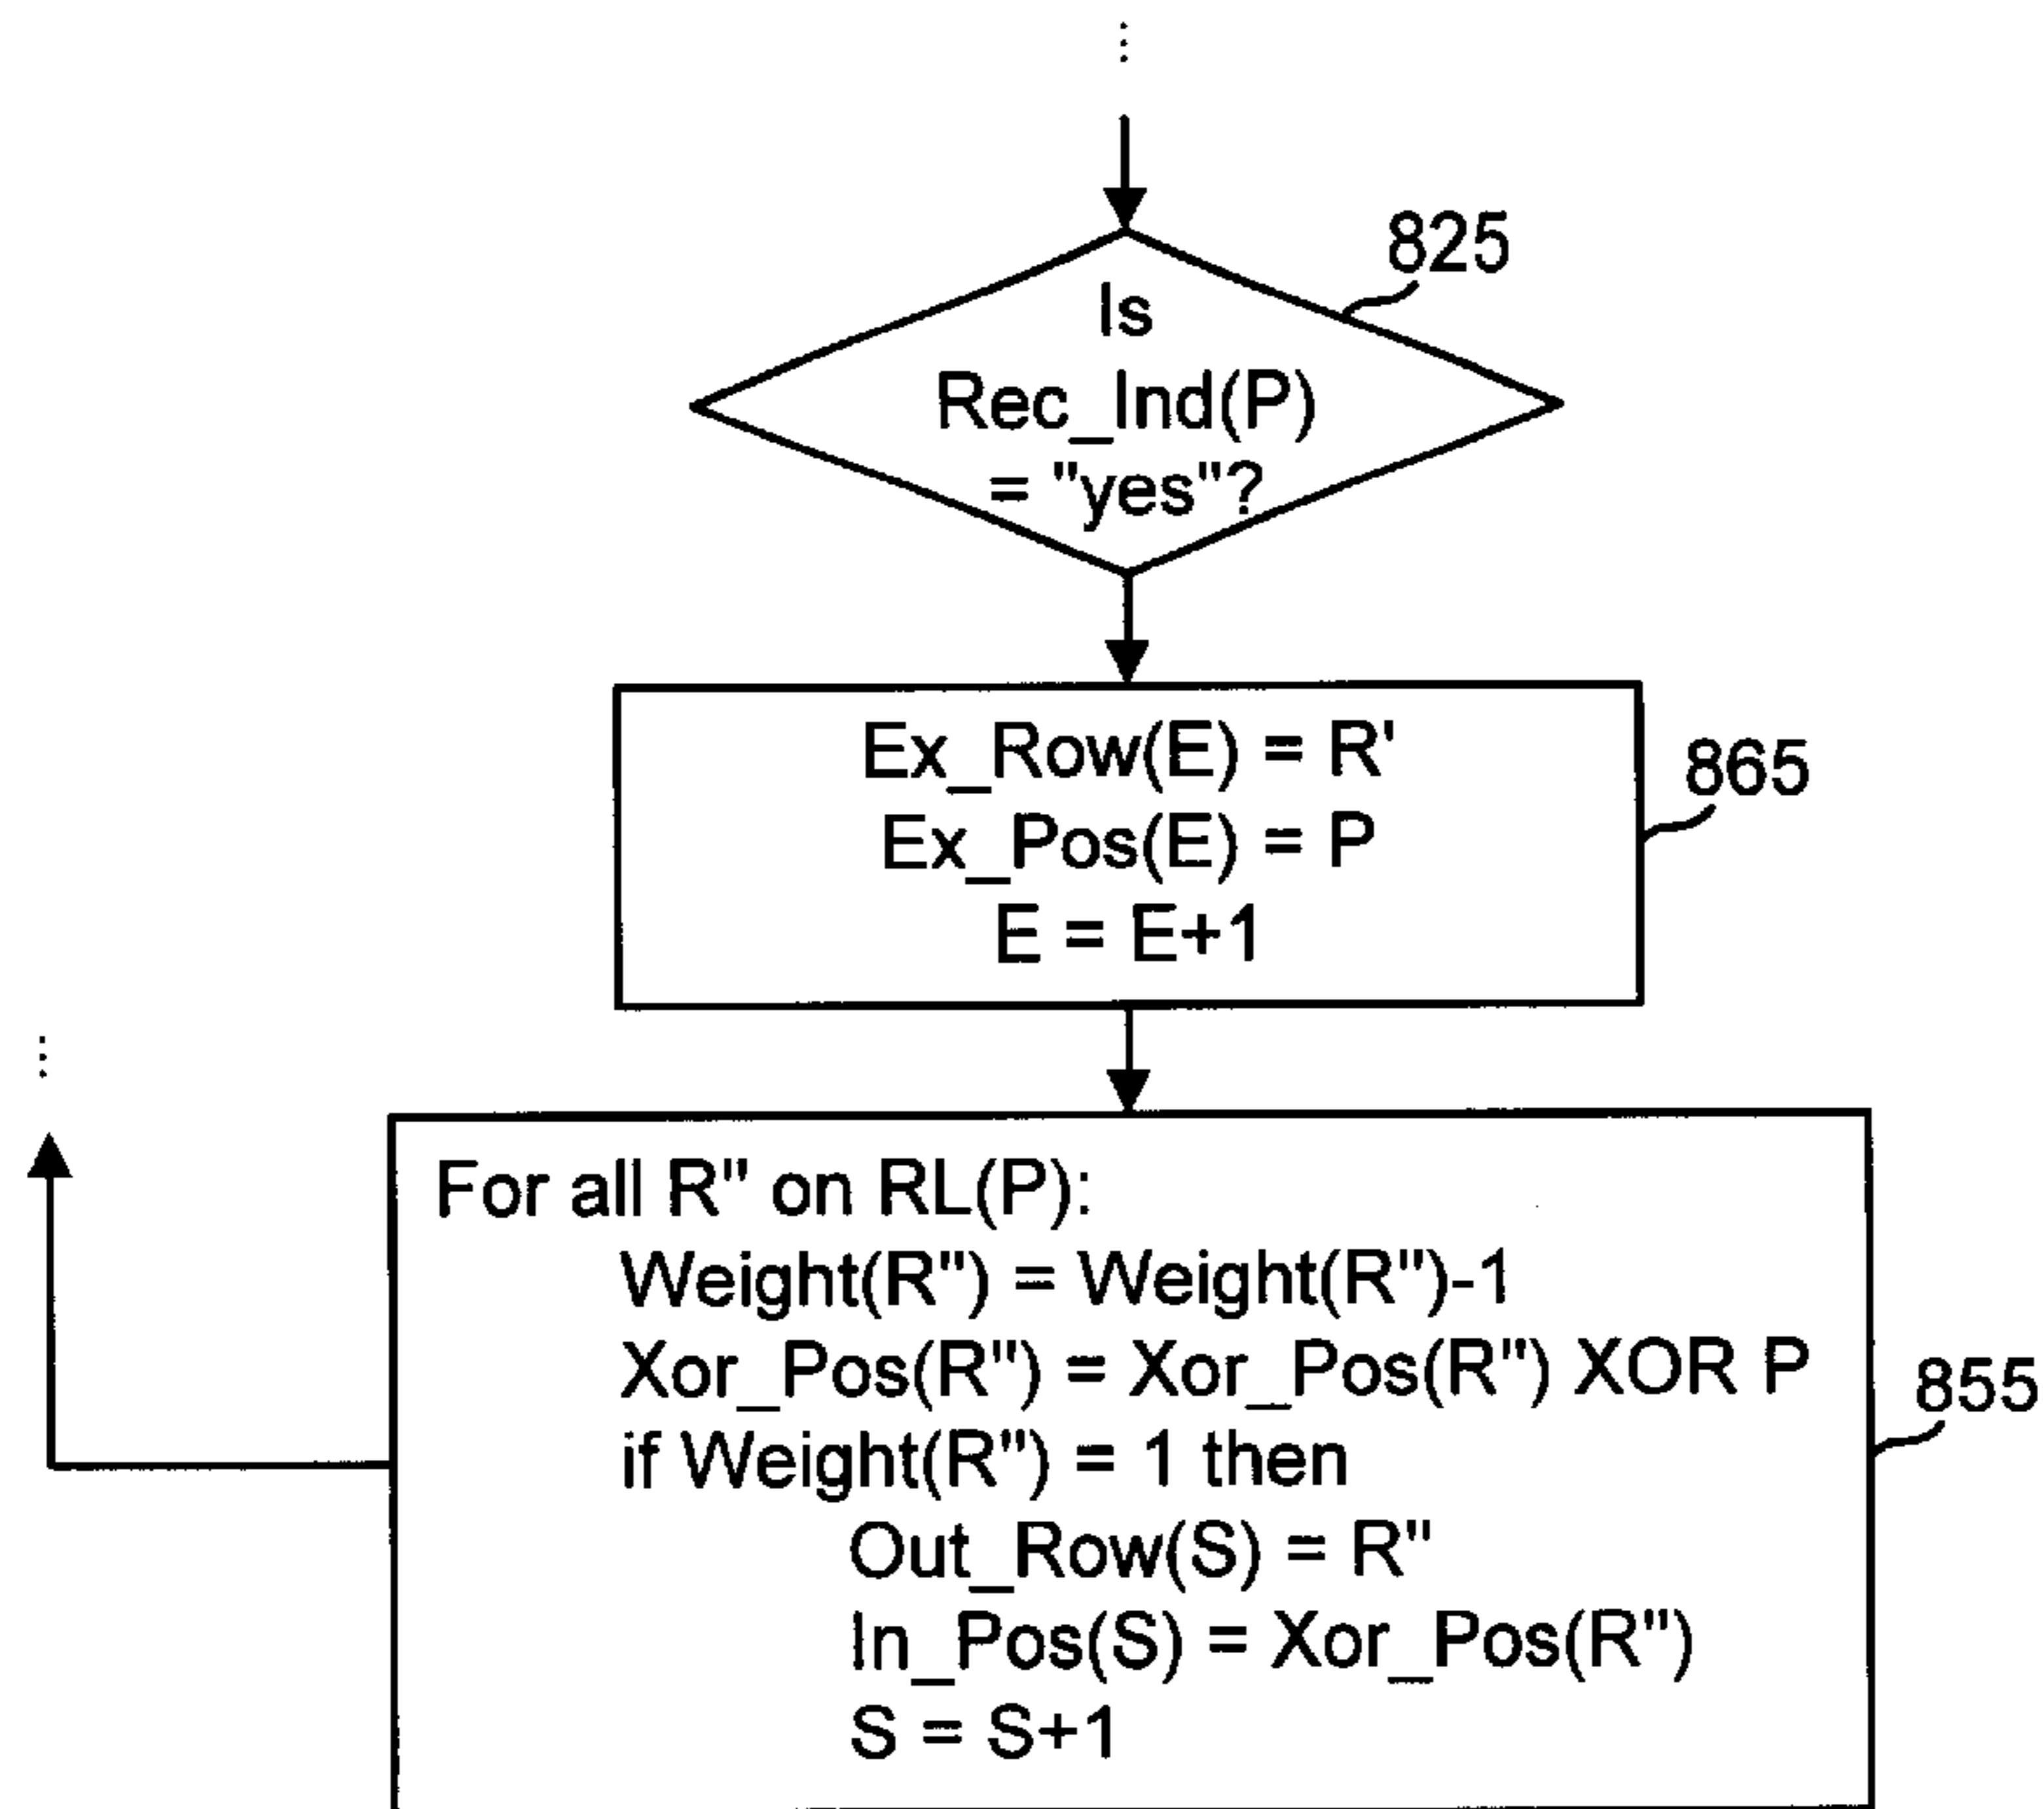 825
Is
Rec_Ind(P)
= "yes"?
Ex_Row(E) = R'
Ex_Pos(E) = P
E = E+1
865
For all R" on RL(P):
Weight(R") = Weight(R")-1
Xor_Pos(R") = Xor_Pos(R") XOR P
if Weight(R") = 1 then
Out_Row(S) = R"
In_Pos(S) = Xor_Pos(R")
S = S+1
855